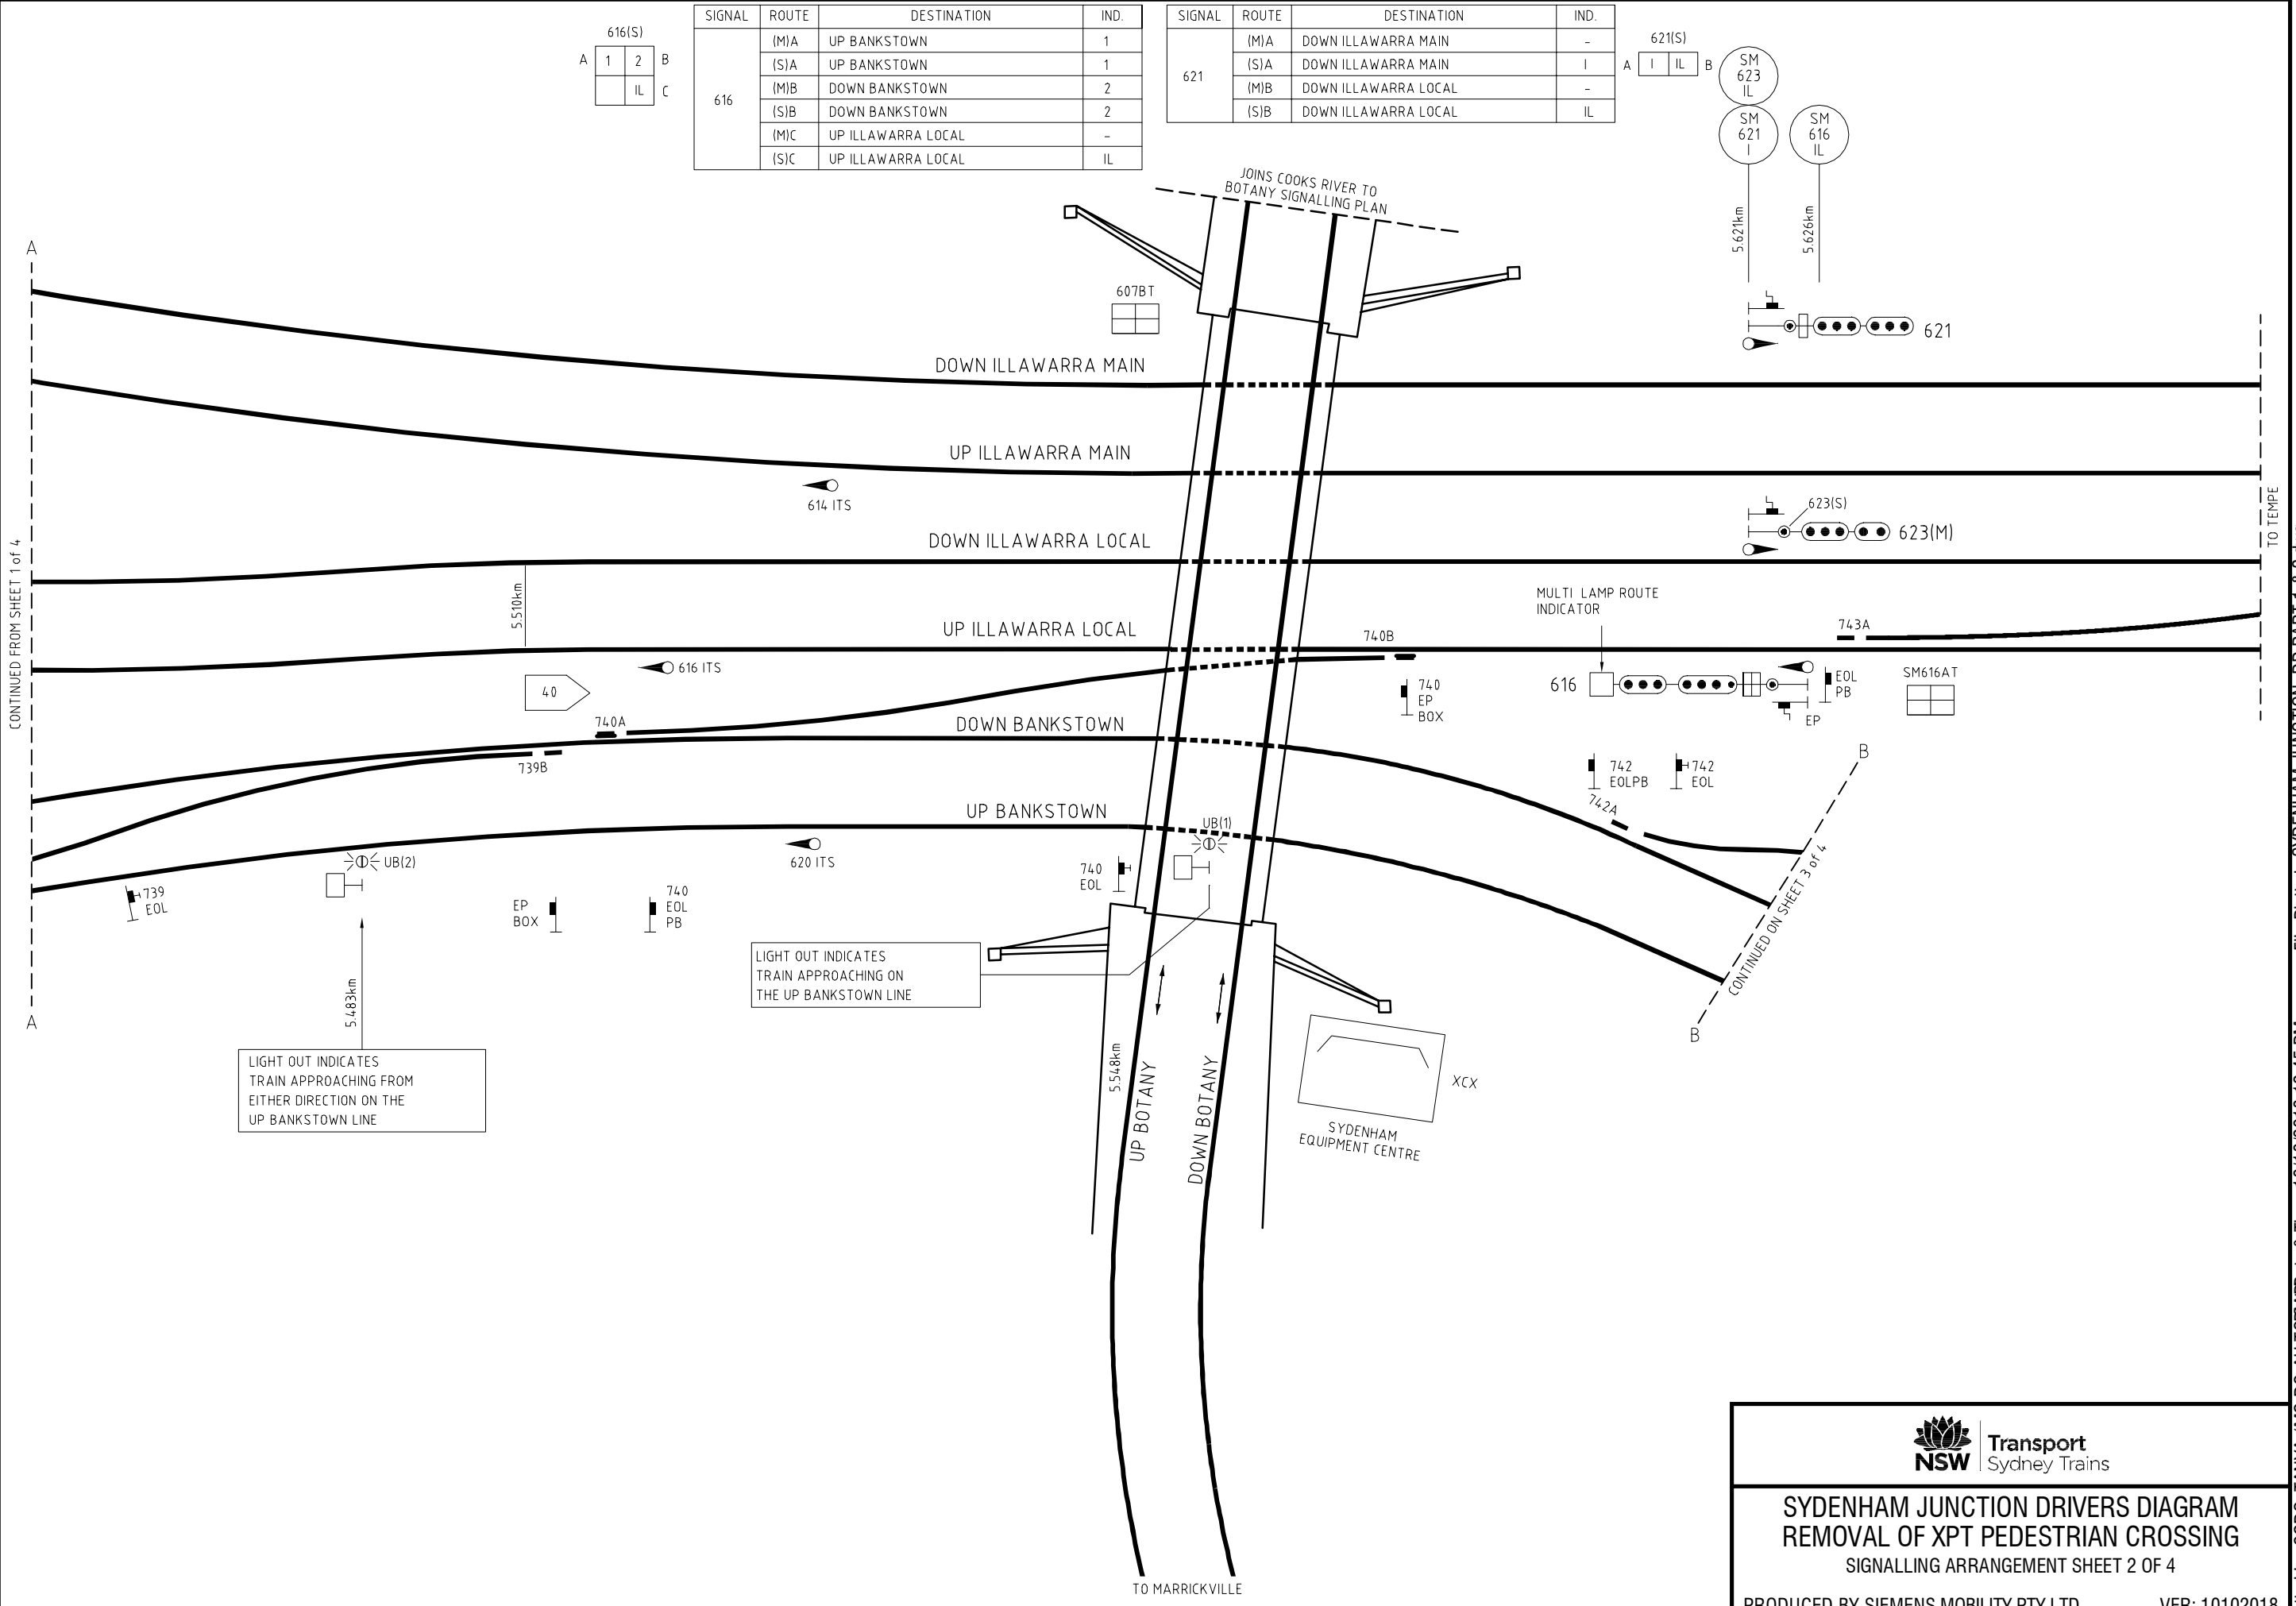 616(S)
A 1 2 B
IL C
SIGNAL ROUTE DESTINATION IND.
616
(M)A UP BANKSTOWN 1
(S)A UP BANKSTOWN 1
(M)B DOWN BANKSTOWN 2
(S)B DOWN BANKSTOWN 2
(M)C UP ILLAWARRA LOCAL -
(S)C UP ILLAWARRA LOCAL IL
SIGNAL ROUTE DESTINATION IND.
621
(M)A DOWN ILLAWARRA MAIN -
(S)A DOWN ILLAWARRA MAIN I
(M)B DOWN ILLAWARRA LOCAL -
(S)B DOWN ILLAWARRA LOCAL IL
621(S)
A I IL B
SM
623
IL
SM
621
I
SM
616
IL
5.621km
5.626km
JOINS COOKS RIVER TO
BOTANY SIGNALLING PLAN
A
607BT
621
DOWN ILLAWARRA MAIN
UP ILLAWARRA MAIN
614 ITS
623(S)
623(M)
TO TEMPE
DOWN ILLAWARRA LOCAL
CONTINUED FROM SHEET 1 of 4
5.510km
MULTI LAMP ROUTE
INDICATOR
UP ILLAWARRA LOCAL
740B
743A
616 ITS
40
740
EP
BOX
616
EOL
PB
EP
SM616AT
740A
DOWN BANKSTOWN
739B
B
742
EOLPB
742
EOL
742A
UP BANKSTOWN
UB(1)
620 ITS
UB(2)
740
EOL
739
EOL
EP
BOX
740
EOL
PB
CONTINUED ON SHEET 3 of 4
LIGHT OUT INDICATES
TRAIN APPROACHING ON
THE UP BANKSTOWN LINE
5.483km
A
B
LIGHT OUT INDICATES
TRAIN APPROACHING FROM
EITHER DIRECTION ON THE
UP BANKSTOWN LINE
5.548km
UP BOTANY
DOWN BOTANY
XCX
SYDENHAM
EQUIPMENT CENTRE
TO MARRICKVILLE
NSW
Transport
Sydney Trains
SYDENHAM JUNCTION DRIVERS DIAGRAM
REMOVAL OF XPT PEDESTRIAN CROSSING
SIGNALLING ARRANGEMENT SHEET 2 OF 4
PRODUCED BY SIEMENS MOBILITY PTY LTD VER: 10102018